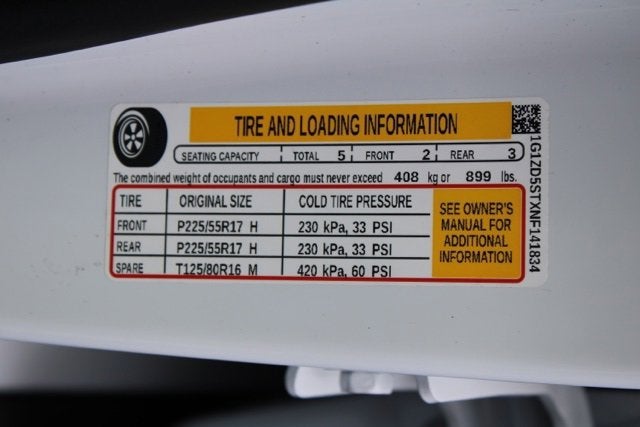 TIRE AND LOADING INFORMATION
SEATING CAPACITY TOTAL 5 FRONT 2 REAR 3
The combined weight of occupants and cargo must never exceed 408 kg or 899 lbs.
TIRE ORIGINAL SIZE COLD TIRE PRESSURE
FRONT P225/55R17 H 230 kPa, 33 PSI
REAR P225/55R17 H 230 kPa, 33 PSI
SPARE T125/80R16 M 420 kPa, 60 PSI
SEE OWNER'S
MANUAL FOR
ADDITIONAL
INFORMATION
1G1ZD5STXNF141834